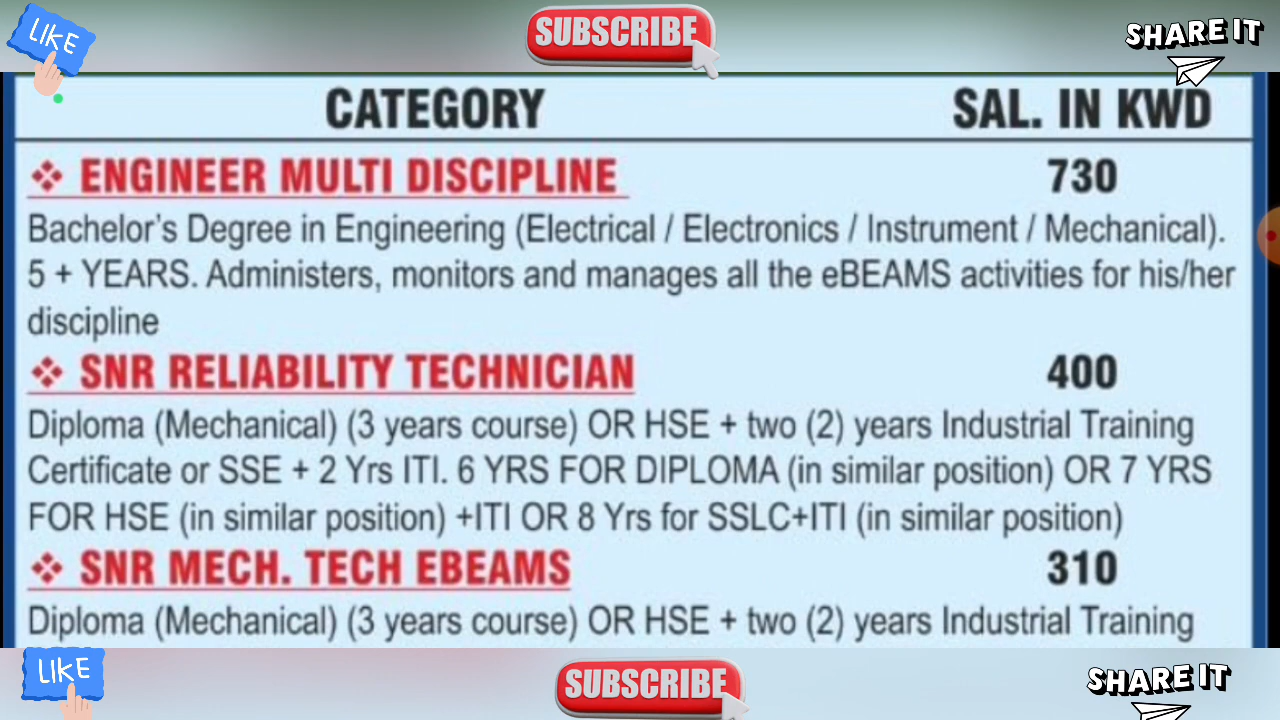 LIKE
SUBSCRIBE
SHARE IT
CATEGORY SAL. IN KWD
❖ ENGINEER MULTI DISCIPLINE 730
Bachelor's Degree in Engineering (Electrical / Electronics / Instrument / Mechanical).
5 + YEARS. Administers, monitors and manages all the eBEAMS activities for his/her
discipline
❖ SNR RELIABILITY TECHNICIAN 400
Diploma (Mechanical) (3 years course) OR HSE + two (2) years Industrial Training
Certificate or SSE + 2 Yrs ITI. 6 YRS FOR DIPLOMA (in similar position) OR 7 YRS
FOR HSE (in similar position) +ITI OR 8 Yrs for SSLC+ITI (in similar position)
❖ SNR MECH. TECH EBEAMS 310
Diploma (Mechanical) (3 years course) OR HSE + two (2) years Industrial Training
LIKE
SUBSCRIBE
SHARE IT